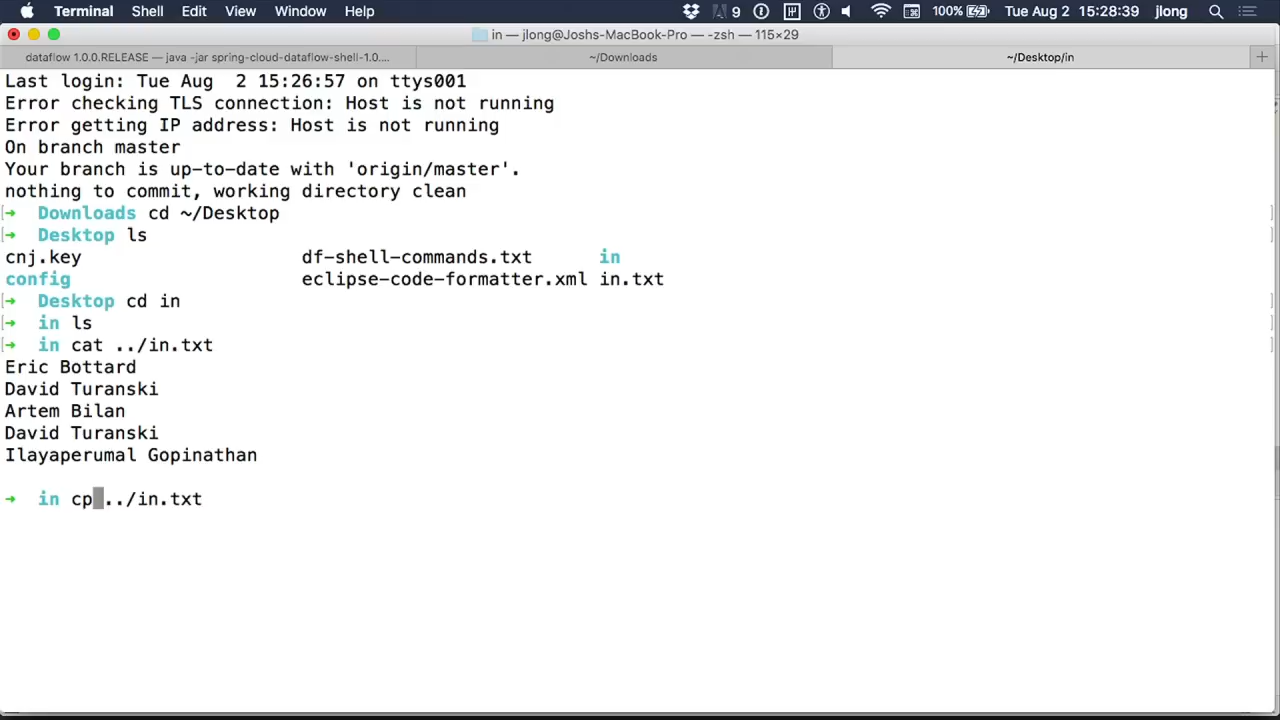 Terminal Shell Edit View Window Help 9 100% Tue Aug 2 15:28:39 jlong
in — jlong@Joshs-MacBook-Pro — -zsh — 115×29
dataflow 1.0.0.RELEASE — java -jar spring-cloud-dataflow-shell-1.0.... ~/Downloads ~/Desktop/in
Last login: Tue Aug  2 15:26:57 on ttys001
Error checking TLS connection: Host is not running
Error getting IP address: Host is not running
On branch master
Your branch is up-to-date with 'origin/master'.
nothing to commit, working directory clean
[➜  Downloads cd ~/Desktop ]
[➜  Desktop ls ]
cnj.key df-shell-commands.txt in
config eclipse-code-formatter.xml in.txt
[➜  Desktop cd in ]
[➜  in ls ]
[➜  in cat ../in.txt ]
Eric Bottard
David Turanski
Artem Bilan
David Turanski
Ilayaperumal Gopinathan
➜  in cp ../in.txt